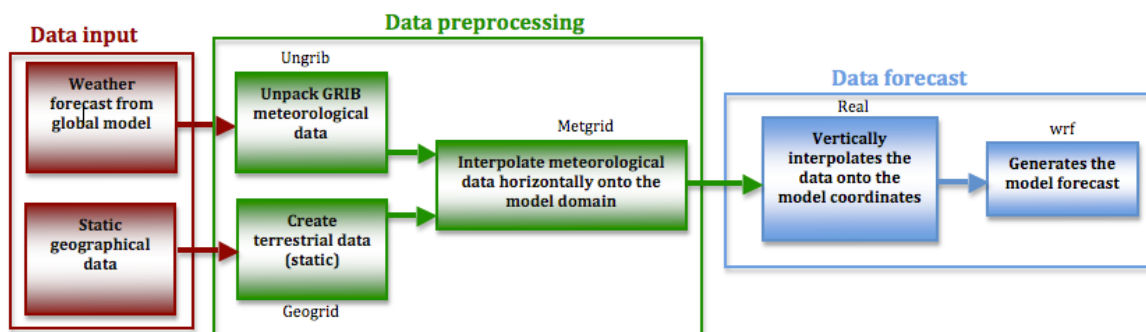 Data input
Weather
forecast from
global model
Static
geographical
data
Data preprocessing
Ungrib
Unpack GRIB
meteorological
data
Create
terrestrial data
(static)
Geogrid
Metgrid
Interpolate meteorological
data horizontally onto the
model domain
Data forecast
Real
Vertically
interpolates the
data onto the
model coordinates
wrf
Generates the
model forecast